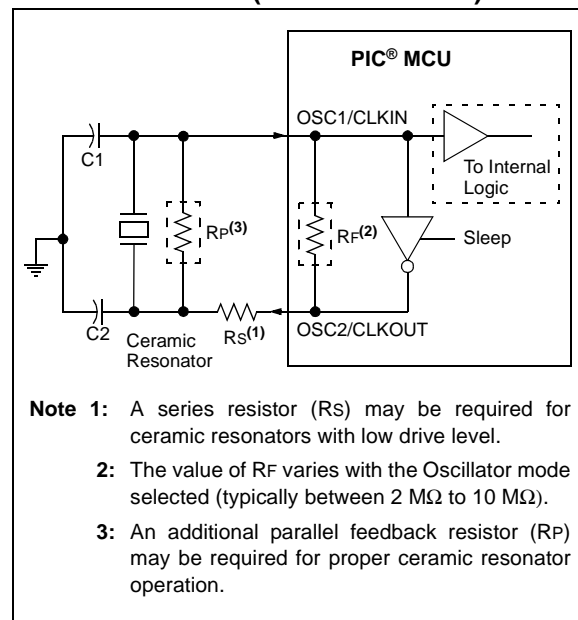 PIC® MCU
OSC1/CLKIN
C1
To Internal
Logic
RP(3)
RF(2)
Sleep
C2
Ceramic
Resonator
RS(1)
OSC2/CLKOUT
Note 1: A series resistor (RS) may be required for
ceramic resonators with low drive level.
2: The value of RF varies with the Oscillator mode
selected (typically between 2 MΩ to 10 MΩ).
3: An additional parallel feedback resistor (RP)
may be required for proper ceramic resonator
operation.